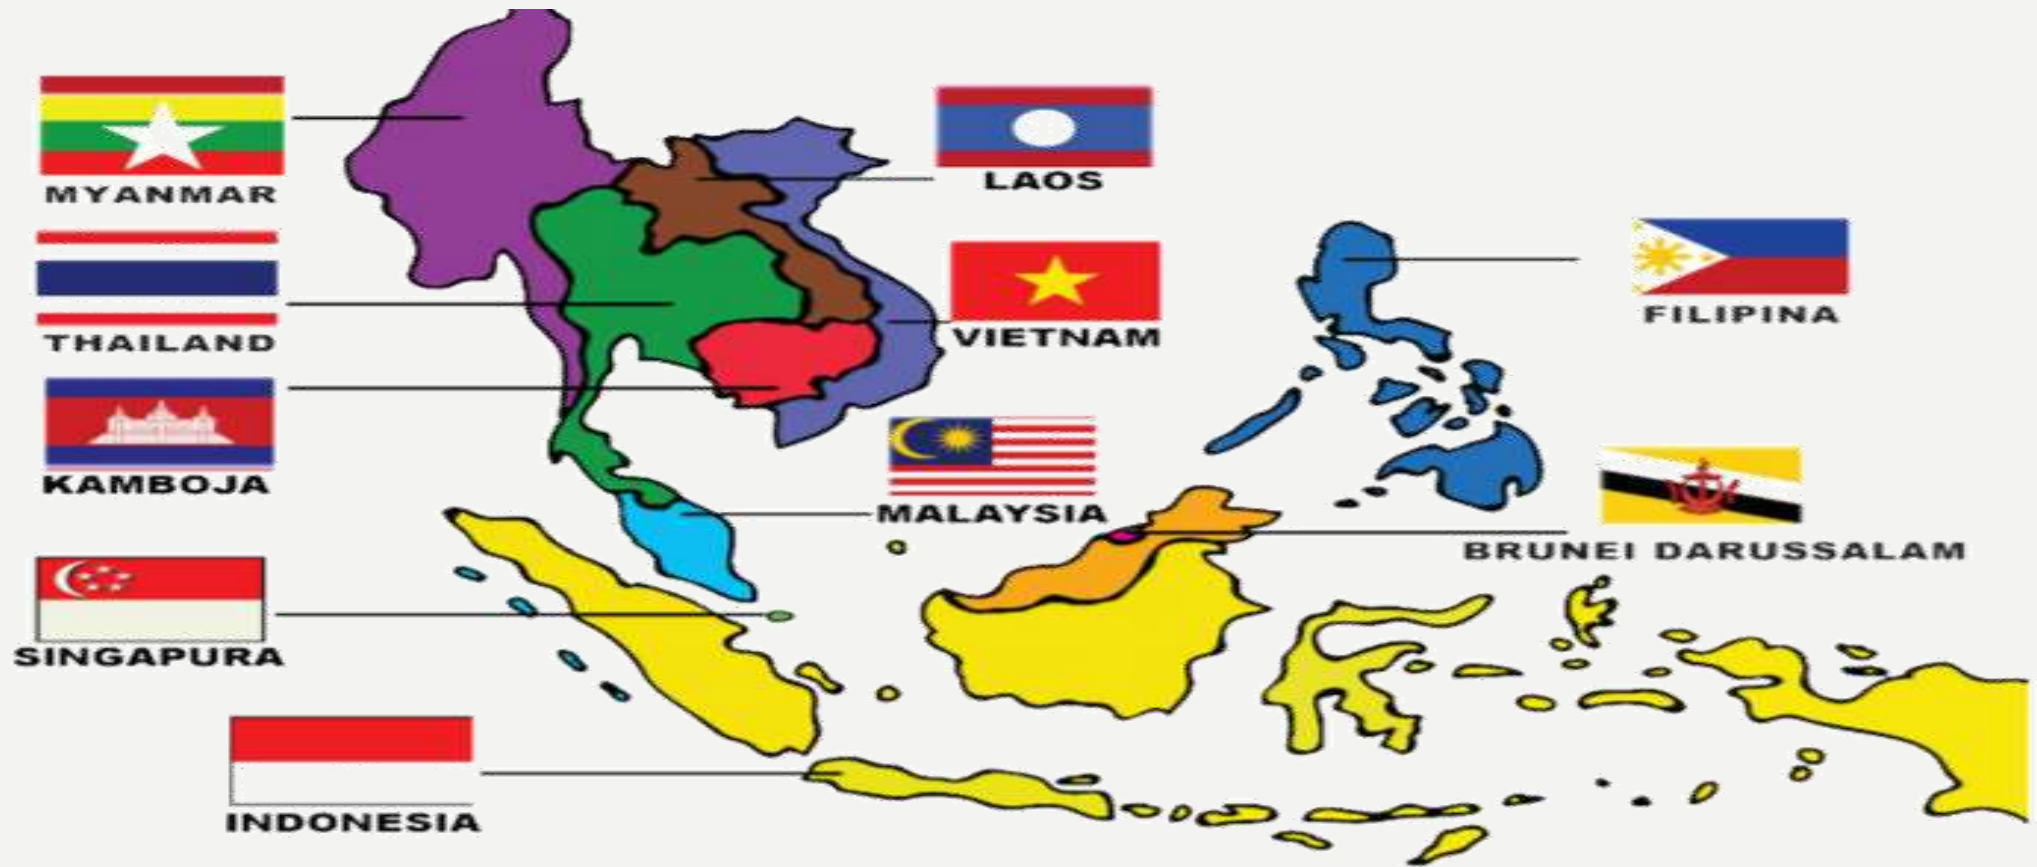 MYANMAR
LAOS
THAILAND
VIETNAM
FILIPINA
KAMBOJA
MALAYSIA
BRUNEI DARUSSALAM
SINGAPURA
INDONESIA